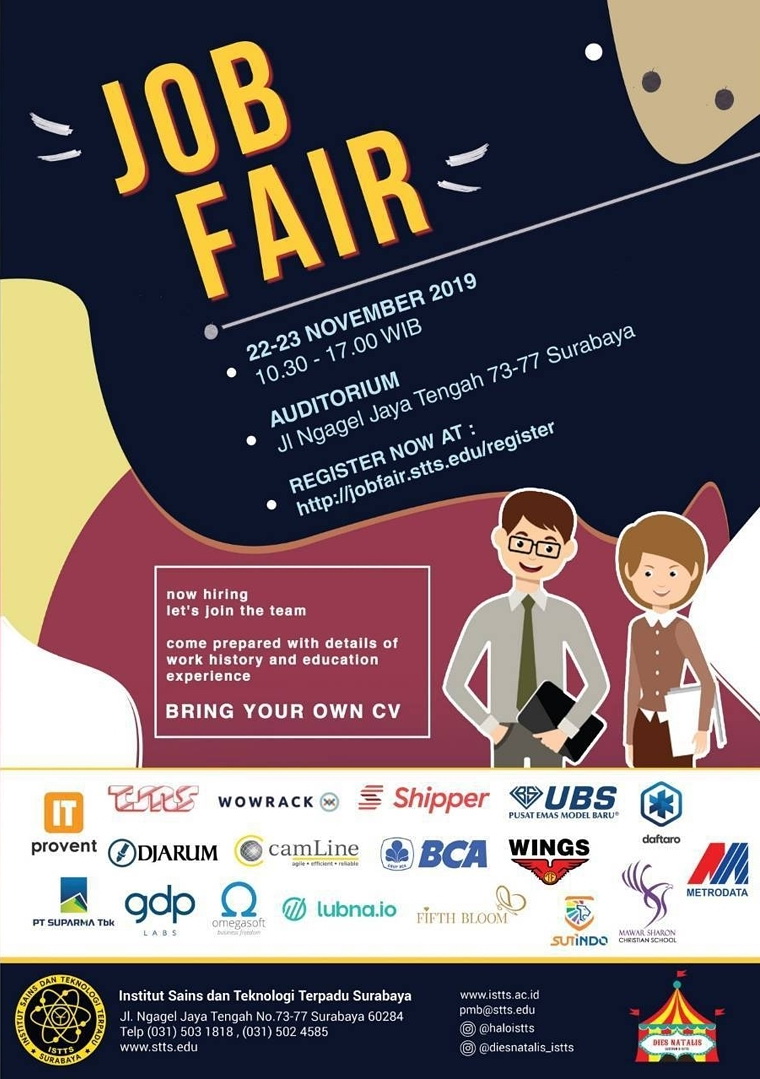 JOB
FAIR
22-23 NOVEMBER 2019
10.30 - 17.00 WIB
AUDITORIUM
Jl Ngagel Jaya Tengah 73-77 Surabaya
REGISTER NOW AT :
http://jobfair.stts.edu/register
now hiring
let's join the team
come prepared with details of
work history and education
experience
BRING YOUR OWN CV
IT
provent
TMS
WOWRACK
Shipper
UBS
PUSAT EMAS MODEL BARU®
daftaro
DJARUM
camLine
agile • efficient • reliable
BCA
WINGS
METRODATA
PT SUPARMA Tbk
gdp
LABS
omegasoft
business freedom
lubna.io
FIFTH BLOOM
SUTINDO
MAWAR SHARON
CHRISTIAN SCHOOL
INSTITUT SAINS DAN TEKNOLOGI TERPADU
ISTTS
SURABAYA
Institut Sains dan Teknologi Terpadu Surabaya
Jl. Ngagel Jaya Tengah No.73-77 Surabaya 60284
Telp (031) 503 1818 , (031) 502 4585
www.stts.edu
www.istts.ac.id
pmb@stts.edu
@haloistts
@diesnatalis_istts
DIES NATALIS